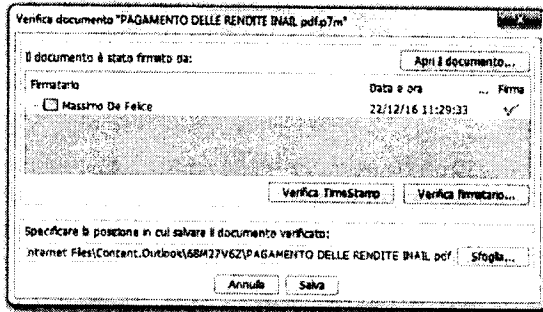 Verifica documento "PAGAMENTO DELLE RENDITE INAIL pdf.p7m"
Il documento è stato firmato da:
Apri il documento...
Firmatario Data e ora ... Firma
Massimo De Felice 22/12/16 11:29:33
Verifica TimeStamp Verifica firmatario...
Specificare la posizione in cui salvare il documento verificato:
nternet Files\Content.Outlook\68M27V6Z\PAGAMENTO DELLE RENDITE INAIL pdf Sfoglia...
Annulla Salva